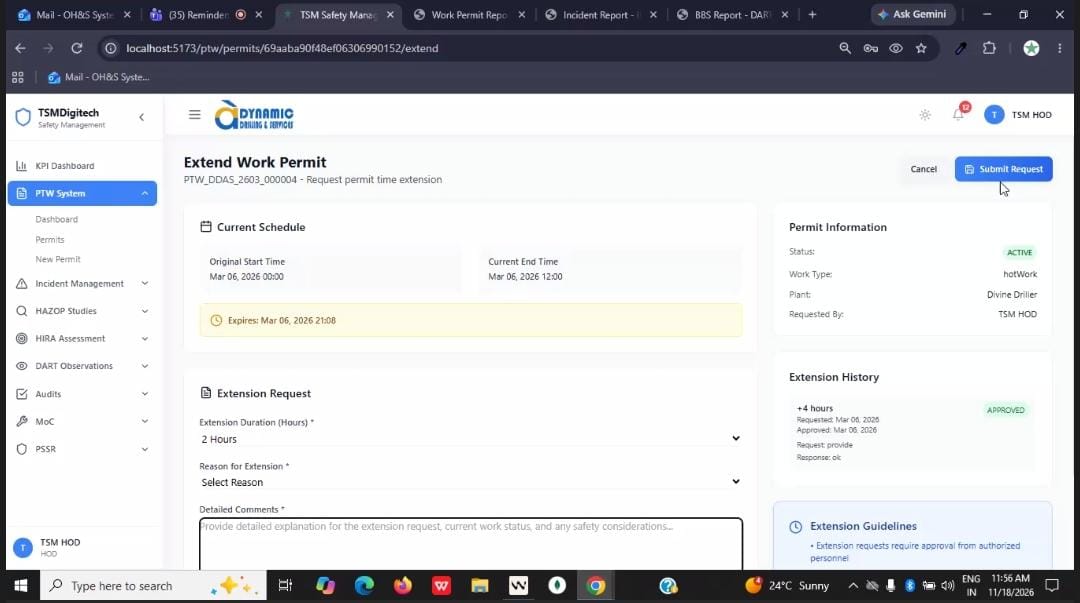 Mail - OH&S Syste
(35) Reminder
TSM Safety Manag
Work Permit Repo
Incident Report -
BBS Report - DAR
Ask Gemini
localhost:5173/ptw/permits/69aaba90f48ef06306990152/extend
Mail - OH&S Syste...
TSMDigitech
Safety Management
DYNAMIC
DRILLING & SERVICES
12
T
TSM HOD
KPI Dashboard
PTW System
Dashboard
Permits
New Permit
Incident Management
HAZOP Studies
HIRA Assessment
DART Observations
Audits
MoC
PSSR
T
TSM HOD
HOD
Extend Work Permit
PTW_DDAS_2603_000004 - Request permit time extension
Cancel
Submit Request
Current Schedule
Original Start Time
Mar 06, 2026 00:00
Current End Time
Mar 06, 2026 12:00
Expires: Mar 06, 2026 21:08
Extension Request
Extension Duration (Hours) *
2 Hours
Reason for Extension *
Select Reason
Detailed Comments *
Provide detailed explanation for the extension request, current work status, and any safety considerations...
Permit Information
Status:
ACTIVE
Work Type:
hotWork
Plant:
Divine Driller
Requested By:
TSM HOD
Extension History
+4 hours
APPROVED
Requested: Mar 06, 2026
Approved: Mar 06, 2026
Request: provide
Response: ok
Extension Guidelines
• Extension requests require approval from authorized
personnel
Type here to search
24°C Sunny
ENG
IN
11:56 AM
11/18/2026